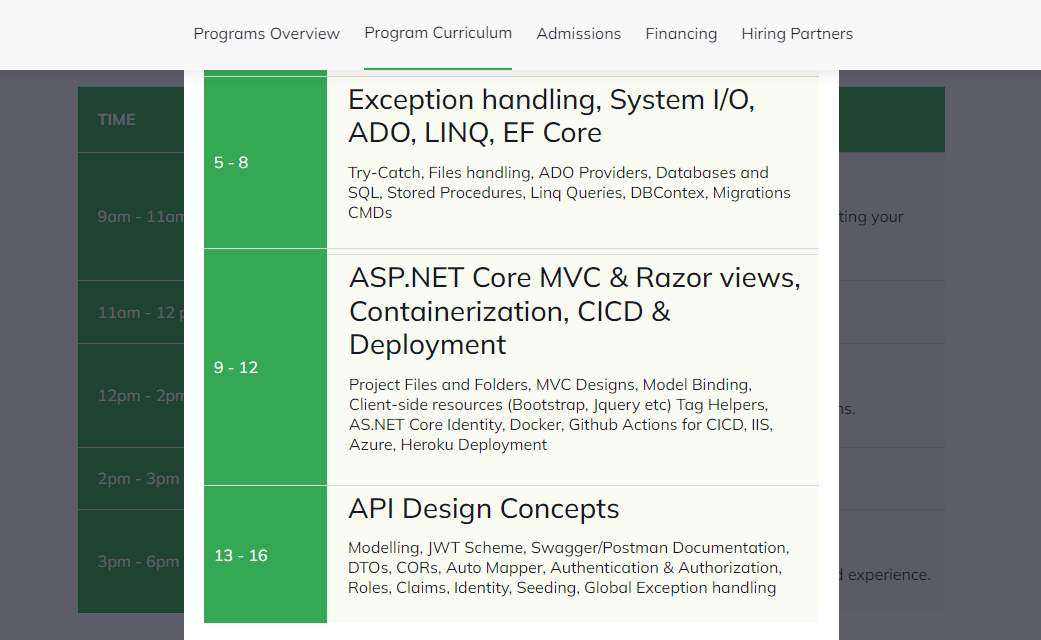 Programs Overview Program Curriculum Admissions Financing Hiring Partners
TIME
9am - 11am
11am - 12 p
12pm - 2pm
2pm - 3pm
3pm - 6pm
ting your
ns.
d experience.
5 - 8
Exception handling, System I/O,
ADO, LINQ, EF Core
Try-Catch, Files handling, ADO Providers, Databases and
SQL, Stored Procedures, Linq Queries, DBContex, Migrations
CMDs
9 - 12
ASP.NET Core MVC & Razor views,
Containerization, CICD &
Deployment
Project Files and Folders, MVC Designs, Model Binding,
Client-side resources (Bootstrap, Jquery etc) Tag Helpers,
AS.NET Core Identity, Docker, Github Actions for CICD, IIS,
Azure, Heroku Deployment
13 - 16
API Design Concepts
Modelling, JWT Scheme, Swagger/Postman Documentation,
DTOs, CORs, Auto Mapper, Authentication & Authorization,
Roles, Claims, Identity, Seeding, Global Exception handling